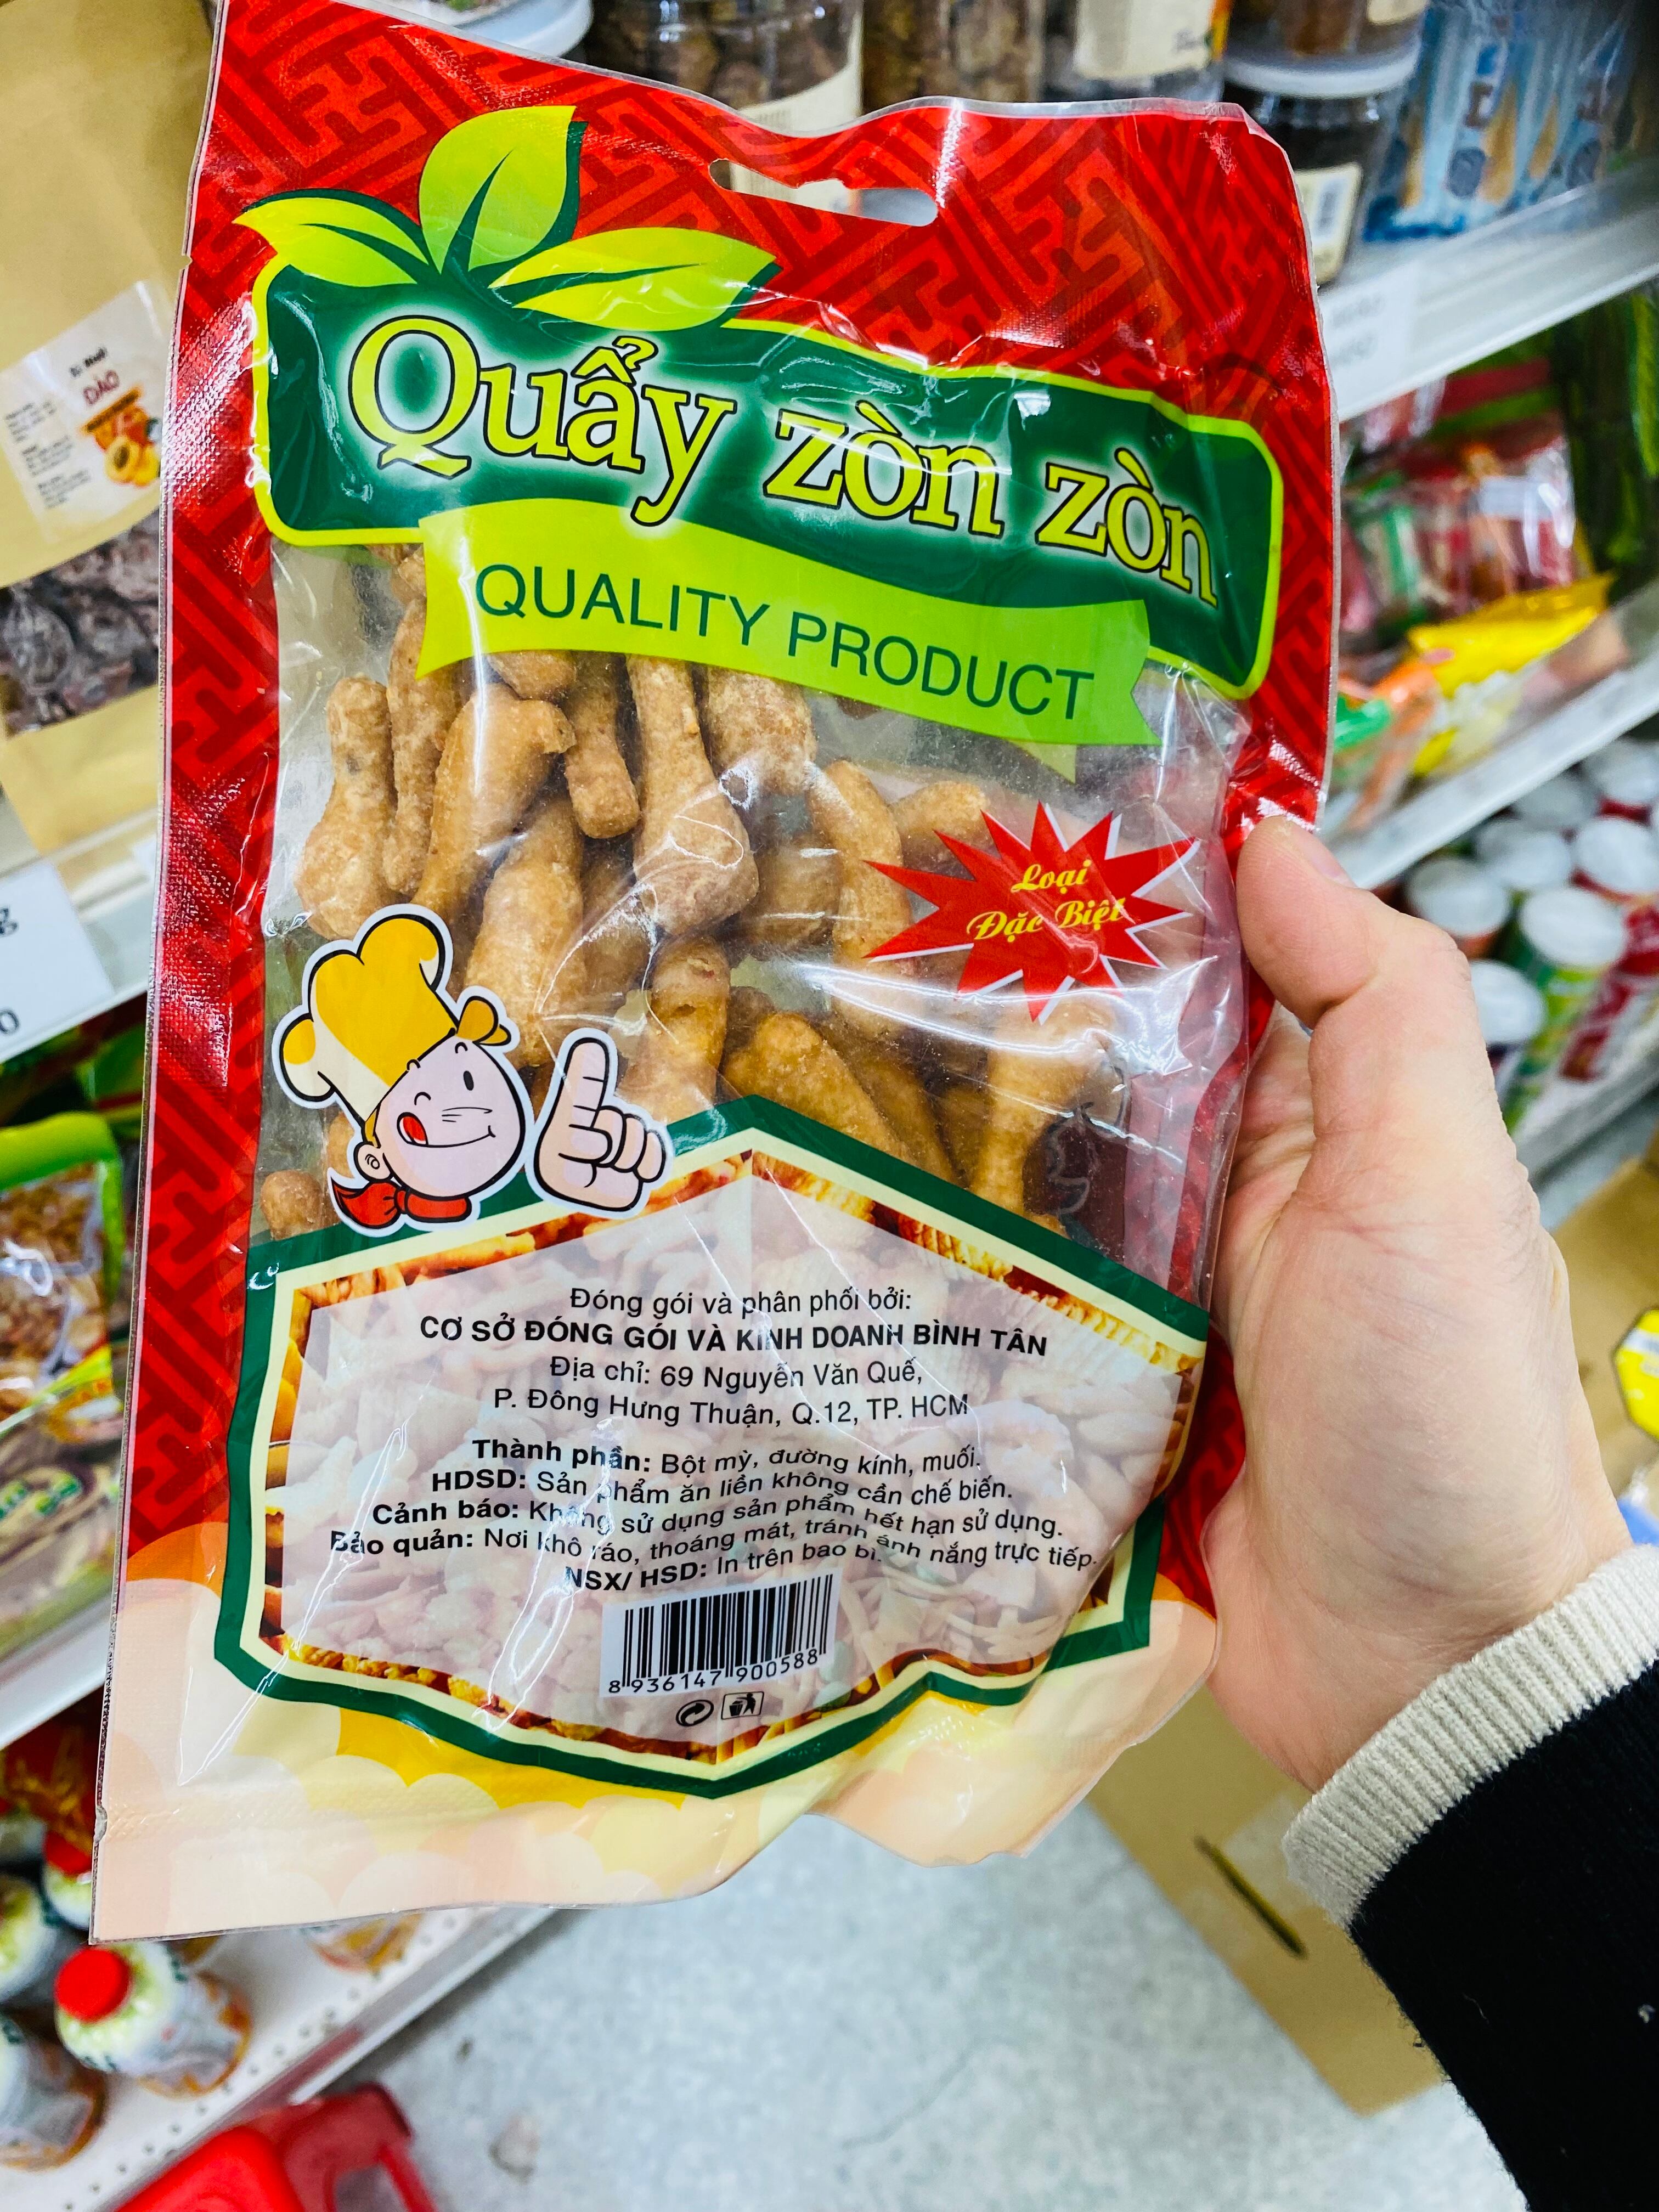 Quẩy zòn zòn
QUALITY PRODUCT
Loại
Đặc Biệt
Đóng gói và phân phối bởi:
CƠ SỞ ĐÓNG GÓI VÀ KINH DOANH BÌNH TÂN
Địa chỉ: 69 Nguyễn Văn Quế,
P. Đông Hưng Thuận, Q.12, TP. HCM
Thành phần: Bột mỳ, đường kính, muối.
HDSD: Sản phẩm ăn liền không cần chế biến.
Cảnh báo: Không sử dụng sản phẩm hết hạn sử dụng.
Bảo quản: Nơi khô ráo, thoáng mát, tránh ánh nắng trực tiếp.
NSX/ HSD: In trên bao bì.
8 936147 900588
ĐÀO